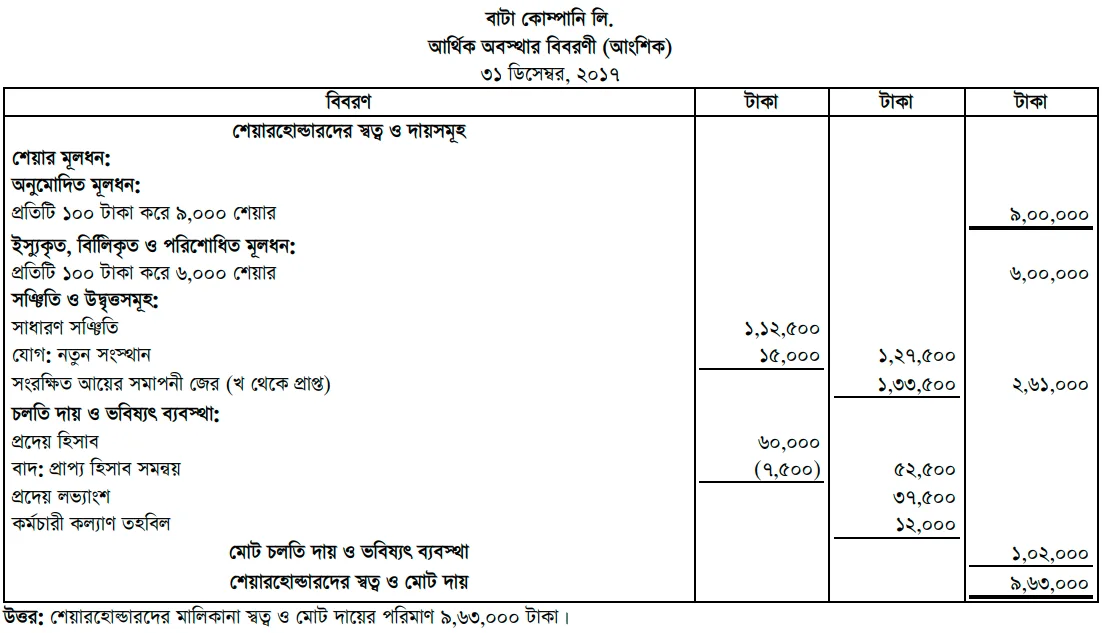 বাটা কোম্পানি লি.
আর্থিক অবস্থার বিবরণী (আংশিক)
৩১ ডিসেম্বর, ২০১৭
বিবরণ টাকা টাকা টাকা
শেয়ারহোল্ডারদের স্বত্ব ও দায়সমূহ
শেয়ার মূলধন:
অনুমোদিত মূলধন:
প্রতিটি ১০০ টাকা করে ৯,০০০ শেয়ার ৯,০০,০০০
ইস্যুকৃত, বিলিকৃত ও পরিশোধিত মূলধন:
প্রতিটি ১০০ টাকা করে ৬,০০০ শেয়ার ৬,০০,০০০
সঞ্চিতি ও উদ্বৃত্তসমূহ:
সাধারণ সঞ্চিতি ১,১২,৫০০
যোগ: নতুন সংস্থান ১৫,০০০ ১,২৭,৫০০
সংরক্ষিত আয়ের সমাপনী জের (খ থেকে প্রাপ্ত) ১,৩৩,৫০০ ২,৬১,০০০
চলতি দায় ও ভবিষ্যৎ ব্যবস্থা:
প্রদেয় হিসাব ৬০,০০০
বাদ: প্রাপ্য হিসাব সমন্বয় (৭,৫০০) ৫২,৫০০
প্রদেয় লভ্যাংশ ৩৭,৫০০
কর্মচারী কল্যাণ তহবিল ১২,০০০
মোট চলতি দায় ও ভবিষ্যৎ ব্যবস্থা ১,০২,০০০
শেয়ারহোল্ডারদের স্বত্ব ও মোট দায় ৯,৬৩,০০০
উত্তর: শেয়ারহোল্ডারদের মালিকানা স্বত্ব ও মোট দায়ের পরিমাণ ৯,৬৩,০০০ টাকা।